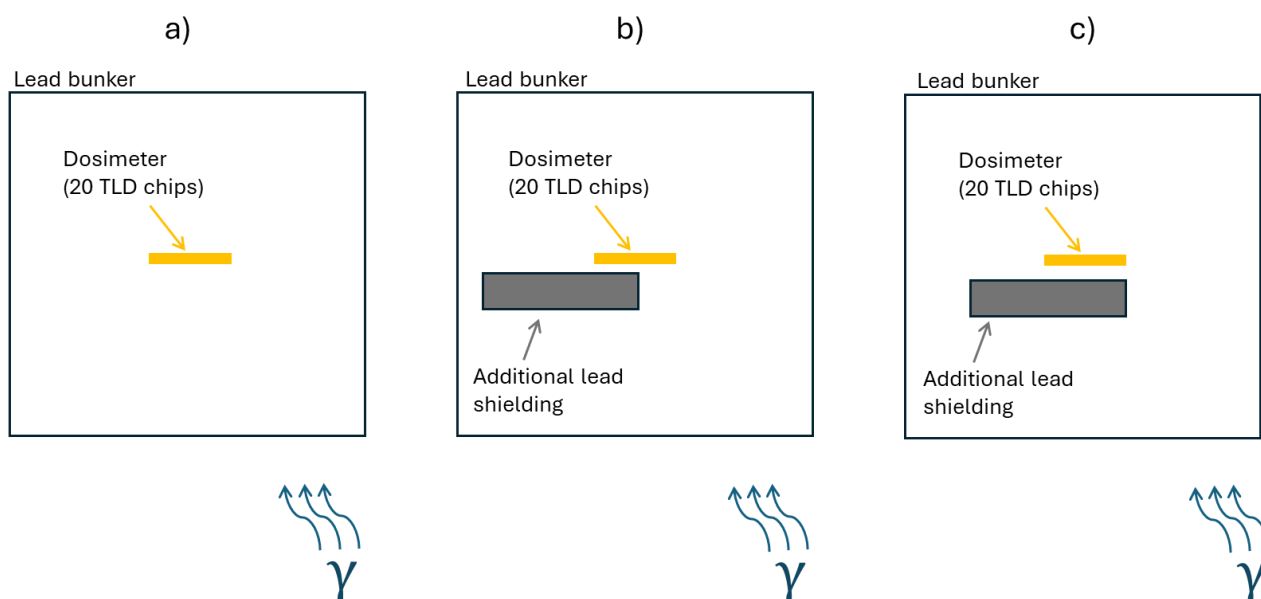 a)
Lead bunker
Dosimeter
(20 TLD chips)
γ
b)
Lead bunker
Dosimeter
(20 TLD chips)
Additional lead
shielding
γ
c)
Lead bunker
Dosimeter
(20 TLD chips)
Additional lead
shielding
γ